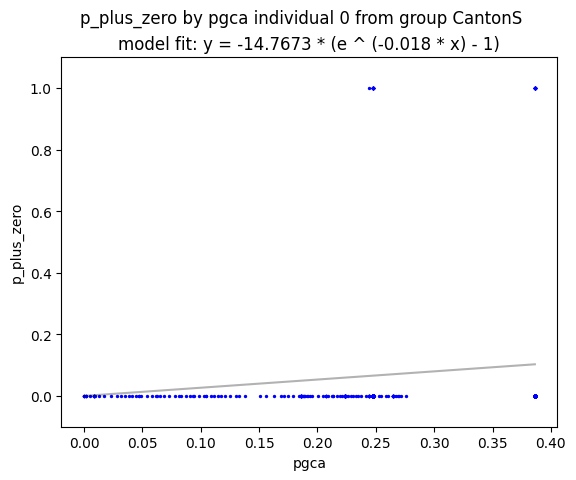 p_plus_zero by pgca individual 0 from group CantonS
model fit: y = -14.7673 * (e ^ (-0.018 * x) - 1)
1.0
0.8
0.6
0.4
0.2
0.0
p_plus_zero
0.00 0.05 0.10 0.15 0.20 0.25 0.30 0.35 0.40
pgca